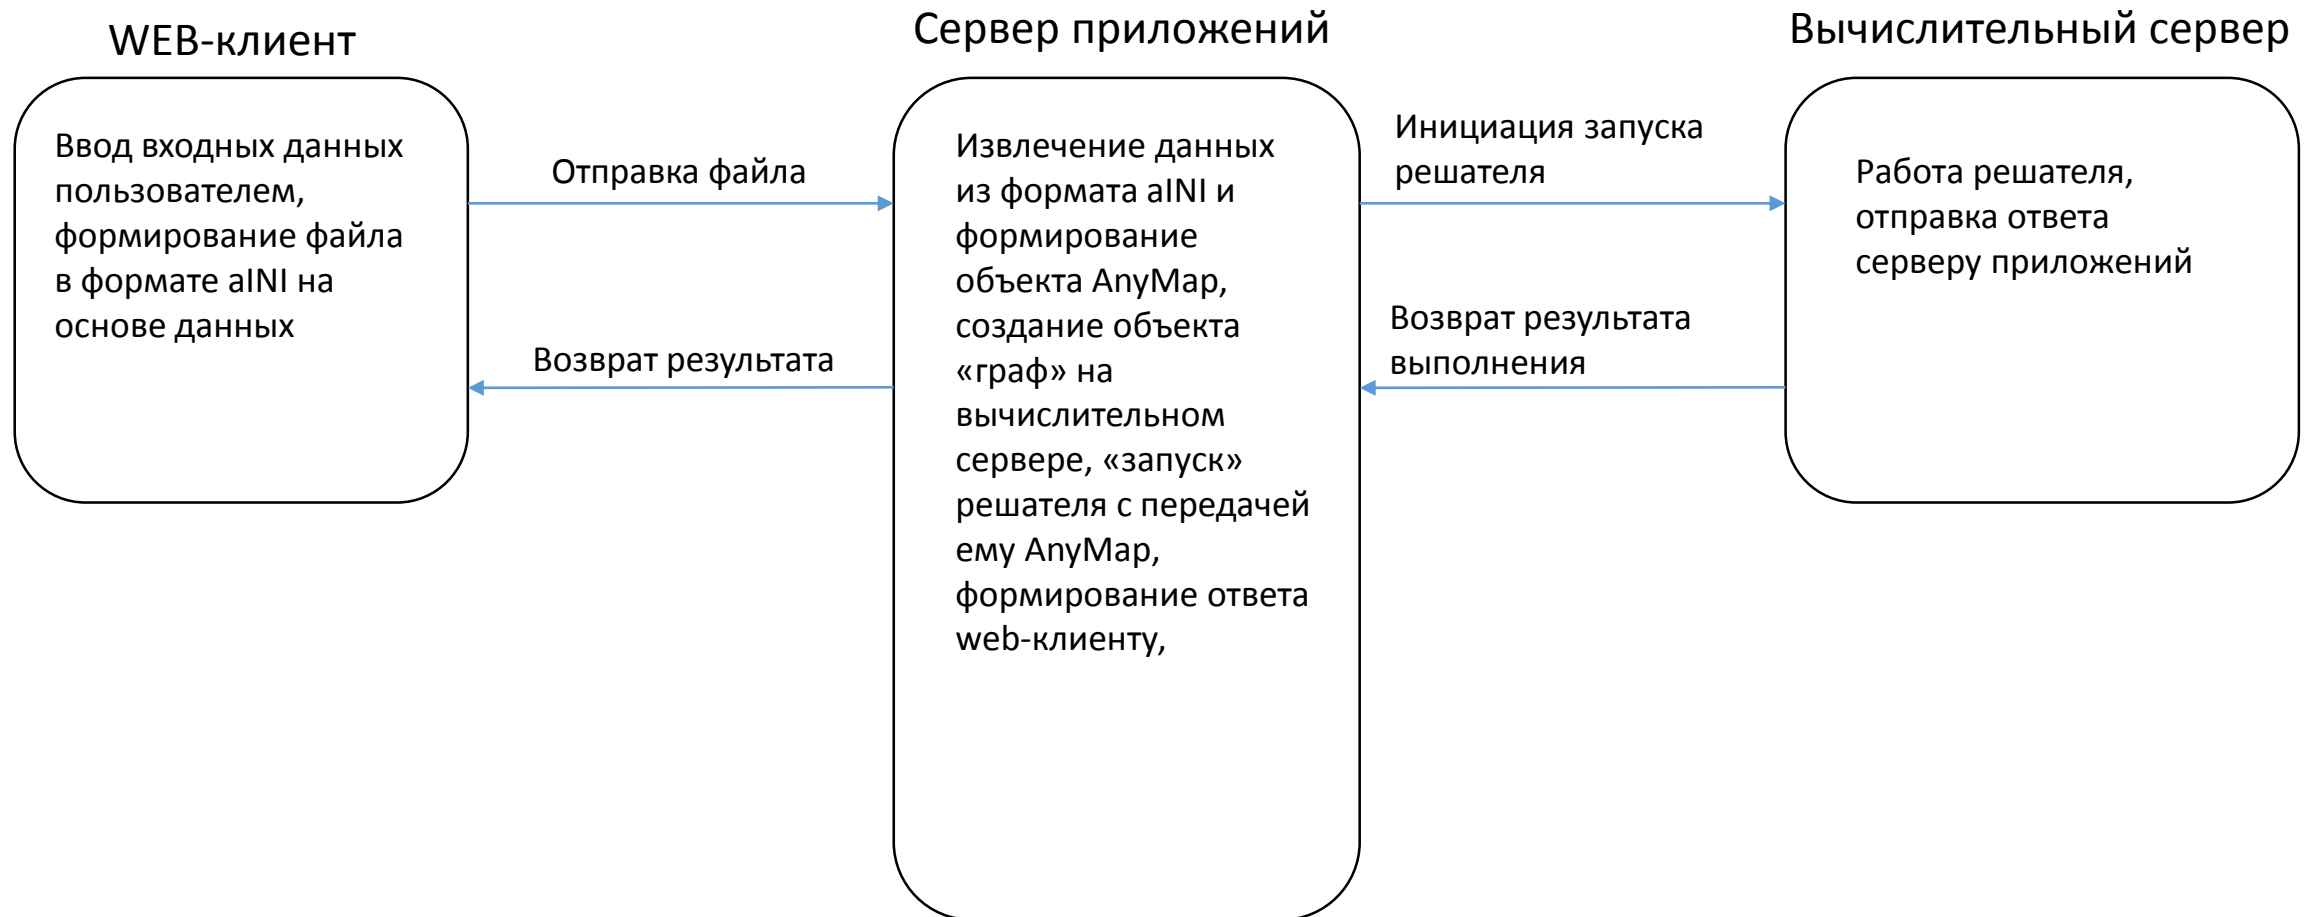 WEB-клиент
Ввод входных данных
пользователем,
формирование файла
в формате aINI на
основе данных
Отправка файла
Возврат результата
Сервер приложений
Извлечение данных
из формата aINI и
формирование
объекта AnyMap,
создание объекта
«граф» на
вычислительном
сервере, «запуск»
решателя с передачей
ему AnyMap,
формирование ответа
web-клиенту,
Инициация запуска
решателя
Возврат результата
выполнения
Вычислительный сервер
Работа решателя,
отправка ответа
серверу приложений